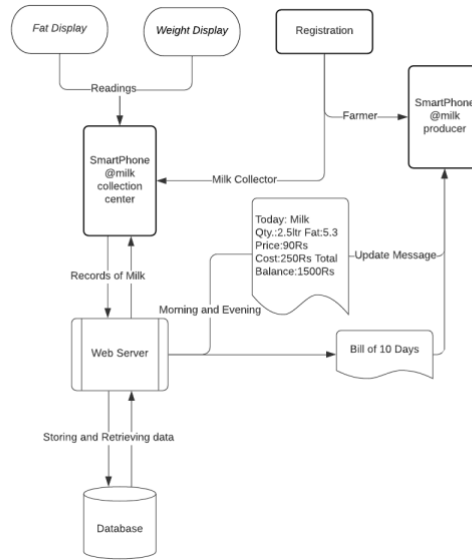 Fat Display
Weight Display
Registration
Readings
Farmer
SmartPhone
@milk
producer
SmartPhone
@milk
collection
center
Milk Collector
Today: Milk
Qty.:2.5ltr Fat:5.3
Price:90Rs
Cost:250Rs Total
Balance:1500Rs
Update Message
Records of Milk
Morning and Evening
Web Server
Bill of 10 Days
Storing and Retrieving data
Database